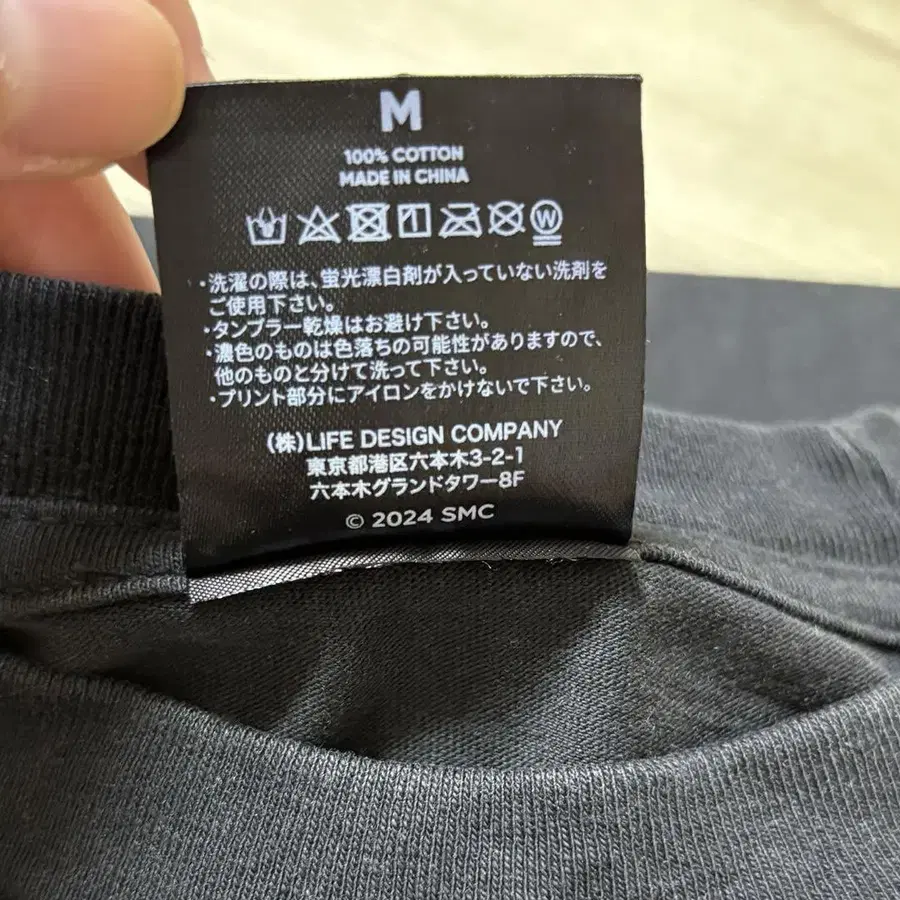 M
100% COTTON
MADE IN CHINA
W
・洗濯の際は、蛍光漂白剤が入っていない洗剤を
ご使用下さい。
・タンブラー乾燥はお避け下さい。
・濃色のものは色落ちの可能性がありますので、
他のものと分けて洗って下さい。
・プリント部分にアイロンをかけないで下さい。
(株)LIFE DESIGN COMPANY
東京都港区六本木3-2-1
六本木グランドタワー8F
© 2024 SMC